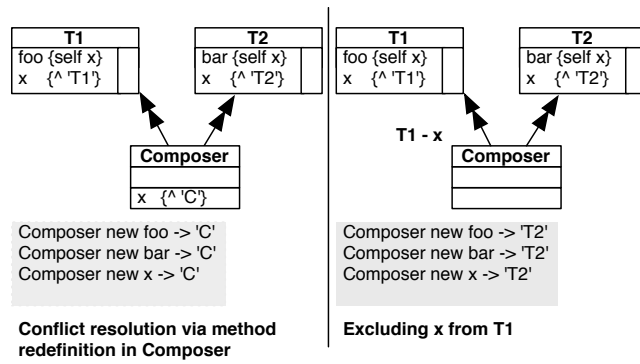 T1
foo {self x}
x {^ 'T1'}
T2
bar {self x}
x {^ 'T2'}
Composer
x {^ 'C'}
Composer new foo -> 'C'
Composer new bar -> 'C'
Composer new x -> 'C'
Conflict resolution via method
redefinition in Composer
T1
foo {self x}
x {^ 'T1'}
T2
bar {self x}
x {^ 'T2'}
T1 - x
Composer
Composer new foo -> 'T2'
Composer new bar -> 'T2'
Composer new x -> 'T2'
Excluding x from T1